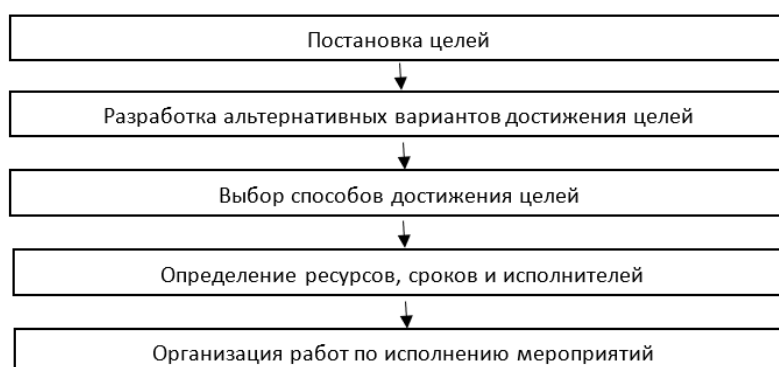 Постановка целей
Разработка альтернативных вариантов достижения целей
Выбор способов достижения целей
Определение ресурсов, сроков и исполнителей
Организация работ по исполнению мероприятий